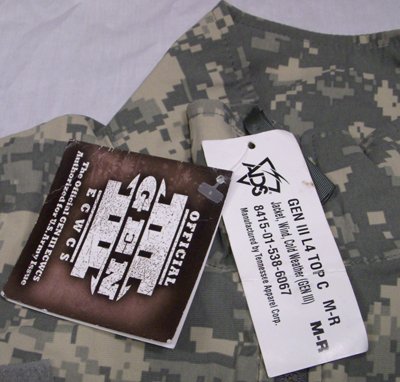 OFFICIAL
GEN
III
ECWCS
The Official GEN III ECWCS
Authorized for U.S. Army Issue
ADS
GEN III L4 TOP C M-R
Jacket, Wind, Cold Weather (GEN III)
8415-01-538-6067
Manufactured by Tennessee Apparel Corp.
M-R